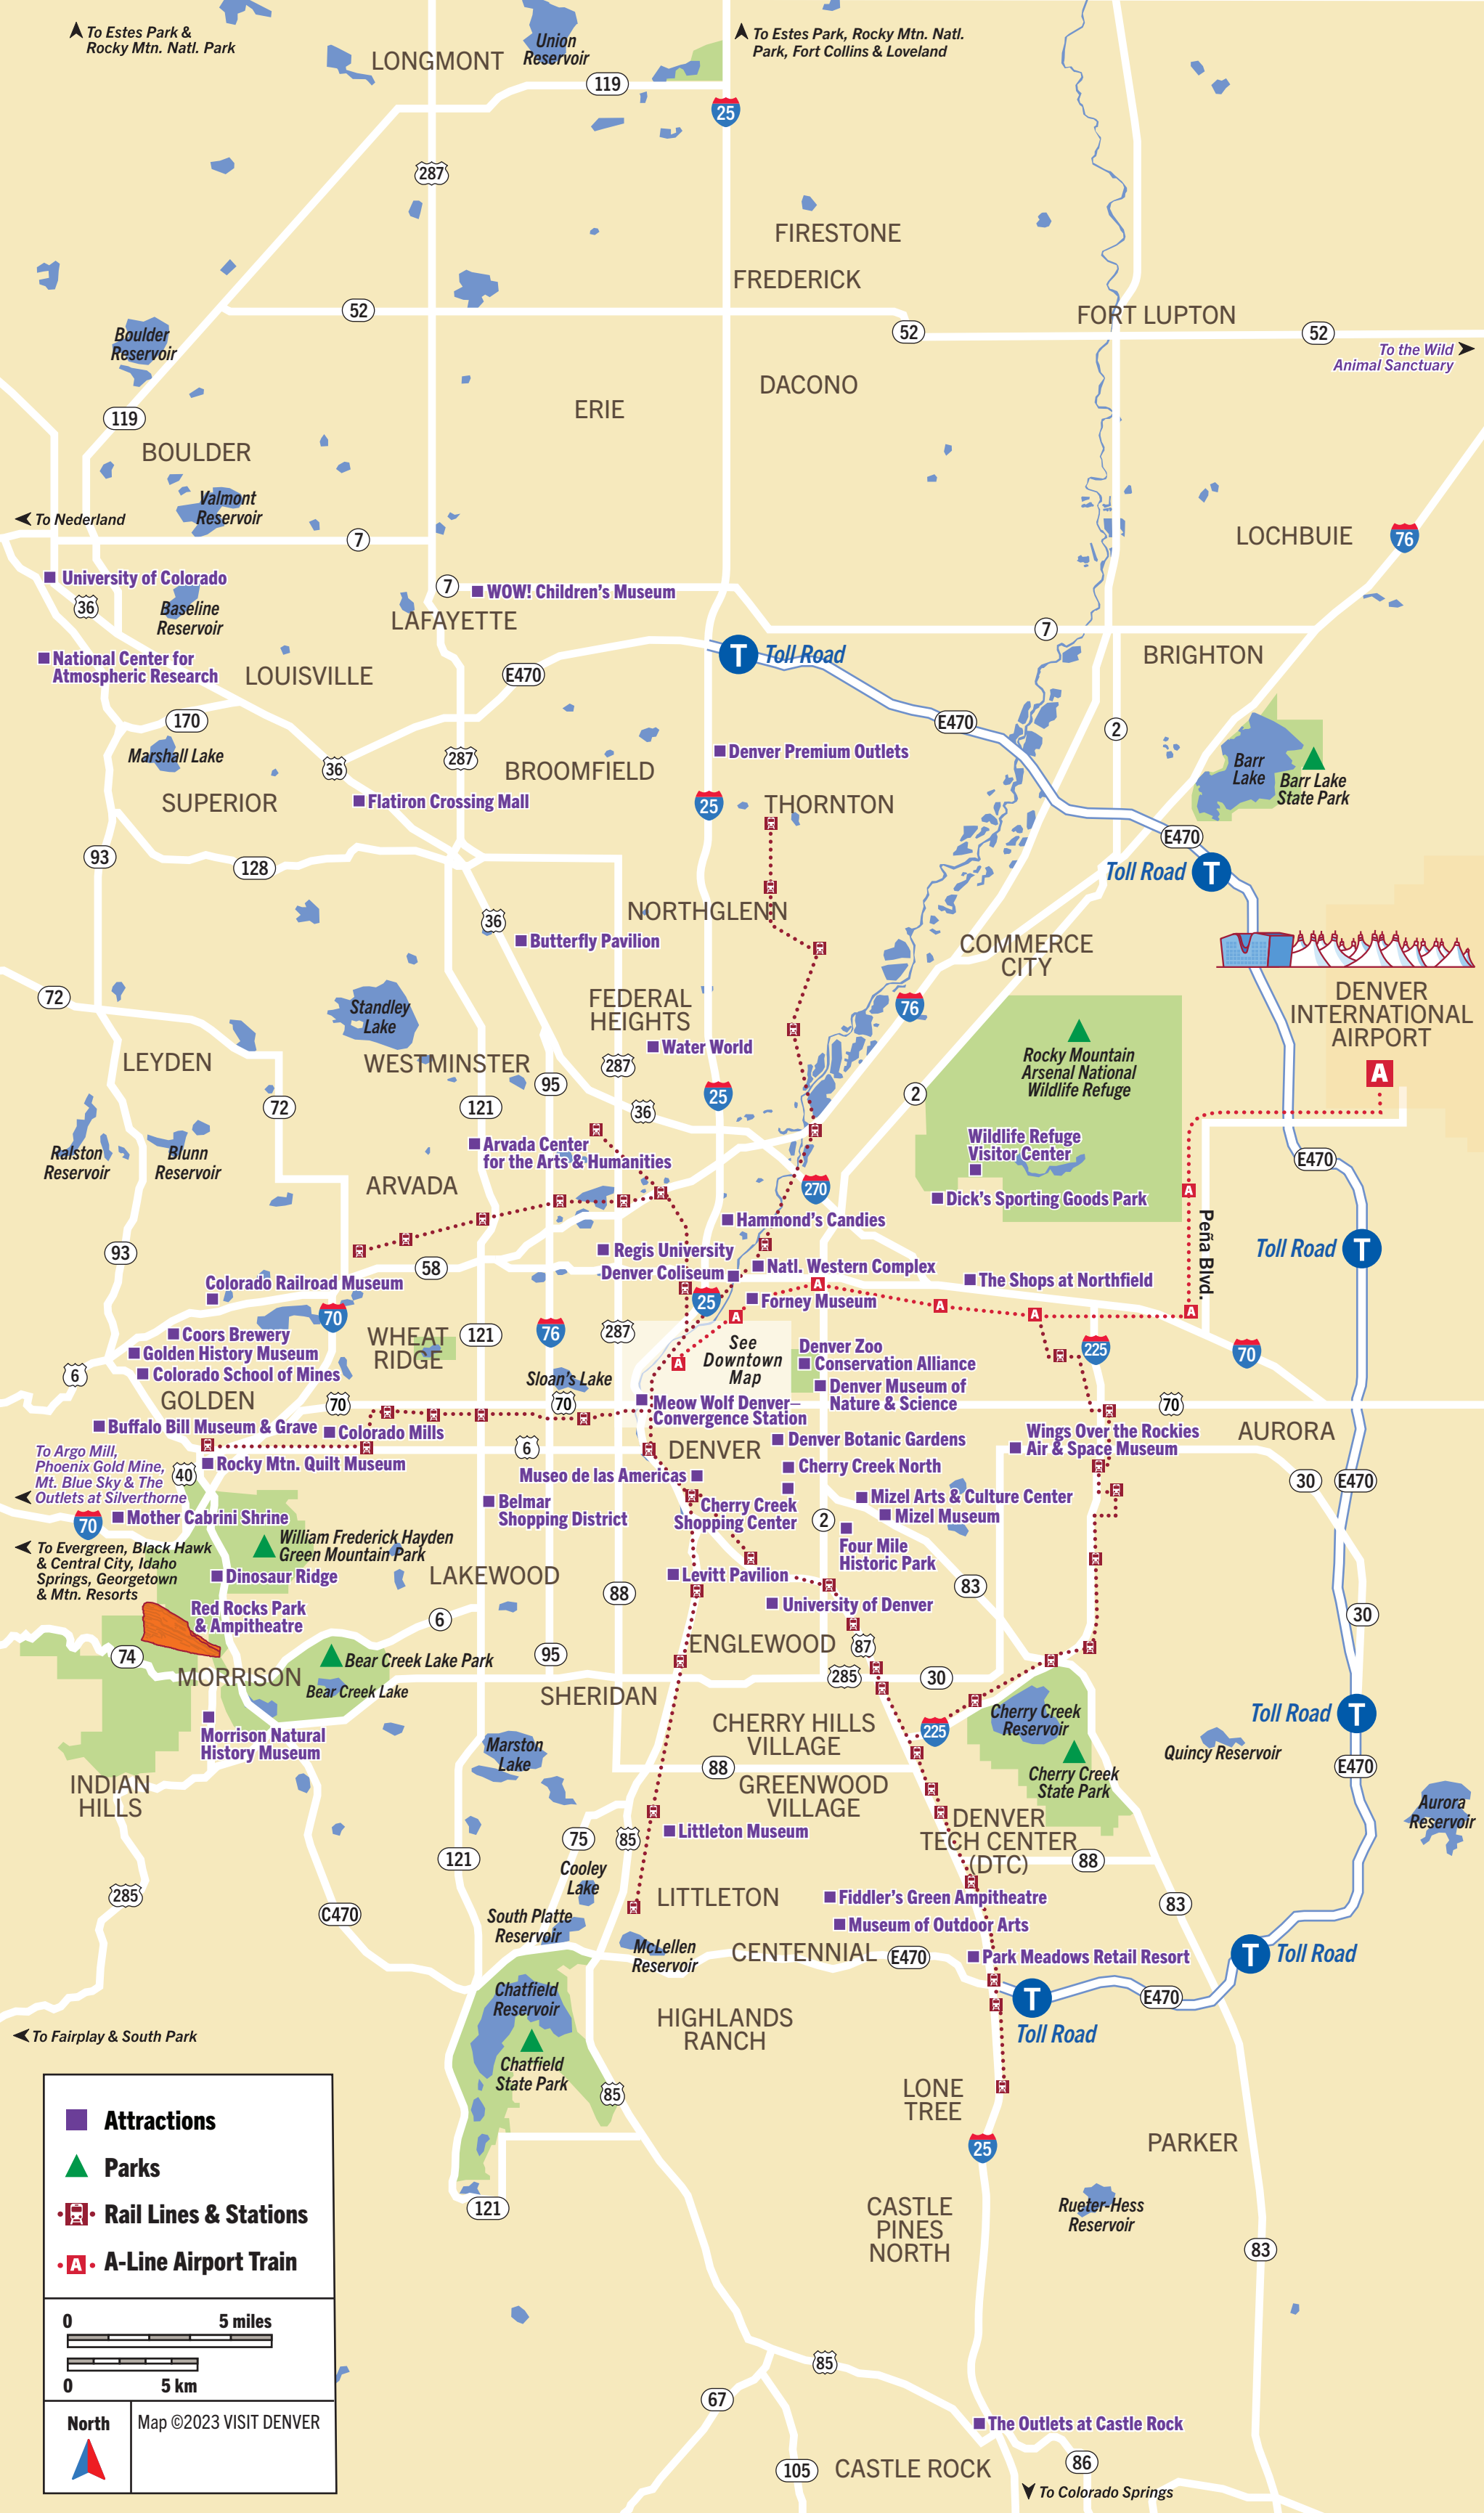 To Estes Park &
Rocky Mtn. Natl. Park
LONGMONT
Union
Reservoir
To Estes Park, Rocky Mtn. Natl.
Park, Fort Collins & Loveland
119
25
287
FIRESTONE
FREDERICK
52
52
FORT LUPTON
52
To the Wild
Animal Sanctuary
Boulder
Reservoir
DACONO
ERIE
119
BOULDER
Valmont
Reservoir
To Nederland
7
LOCHBUIE
76
University of Colorado
36
Baseline
Reservoir
7
WOW! Children's Museum
LAFAYETTE
7
BRIGHTON
National Center for
Atmospheric Research
LOUISVILLE
E470
T
Toll Road
170
E470
2
Marshall Lake
36
287
BROOMFIELD
Denver Premium Outlets
Barr
Lake
Barr Lake
State Park
SUPERIOR
Flatiron Crossing Mall
25
THORNTON
93
128
E470
Toll Road
T
36
NORTHGLENN
Butterfly Pavilion
COMMERCE
CITY
72
Standley
Lake
FEDERAL
HEIGHTS
76
DENVER
INTERNATIONAL
AIRPORT
A
LEYDEN
WESTMINSTER
Water World
287
95
Rocky Mountain
Arsenal National
Wildlife Refuge
72
121
36
25
2
Ralston
Reservoir
Blunn
Reservoir
Arvada Center
for the Arts & Humanities
Wildlife Refuge
Visitor Center
E470
ARVADA
270
Dick's Sporting Goods Park
A
Peña Blvd.
Hammond's Candies
93
Regis University
Toll Road
T
58
Denver Coliseum
Natl. Western Complex
The Shops at Northfield
Colorado Railroad Museum
A
25
Forney Museum
A
A
A
A
70
Coors Brewery
Golden History Museum
Colorado School of Mines
WHEAT
RIDGE
121
76
287
See
Downtown
Map
A
Denver Zoo
Conservation Alliance
225
70
6
Sloan's Lake
Denver Museum of
Nature & Science
GOLDEN
70
70
Meow Wolf Denver–
Convergence Station
70
Buffalo Bill Museum & Grave
Colorado Mills
Wings Over the Rockies
Air & Space Museum
AURORA
6
DENVER
Denver Botanic Gardens
To Argo Mill,
Phoenix Gold Mine,
Mt. Blue Sky & The
Outlets at Silverthorne
40
Rocky Mtn. Quilt Museum
Museo de las Americas
Cherry Creek North
30
E470
Belmar
Shopping District
Cherry Creek
Shopping Center
Mizel Arts & Culture Center
Mizel Museum
70
Mother Cabrini Shrine
William Frederick Hayden
Green Mountain Park
2
Four Mile
Historic Park
To Evergreen, Black Hawk
& Central City, Idaho
Springs, Georgetown
& Mtn. Resorts
Dinosaur Ridge
LAKEWOOD
Levitt Pavilion
88
83
University of Denver
30
Red Rocks Park
& Ampitheatre
6
ENGLEWOOD
87
74
Bear Creek Lake Park
95
285
30
MORRISON
Bear Creek Lake
SHERIDAN
Morrison Natural
History Museum
CHERRY HILLS
VILLAGE
225
Cherry Creek
Reservoir
Toll Road
T
Marston
Lake
Quincy Reservoir
88
Cherry Creek
State Park
E470
INDIAN
HILLS
GREENWOOD
VILLAGE
Aurora
Reservoir
DENVER
TECH CENTER
(DTC)
Littleton Museum
75
85
121
88
Cooley
Lake
285
LITTLETON
Fiddler's Green Ampitheatre
83
C470
South Platte
Reservoir
Museum of Outdoor Arts
McLellen
Reservoir
CENTENNIAL
E470
Park Meadows Retail Resort
T
Toll Road
Chatfield
Reservoir
T
E470
Toll Road
HIGHLANDS
RANCH
To Fairplay & South Park
Chatfield
State Park
85
LONE
TREE
Attractions
25
PARKER
Parks
121
CASTLE
PINES
NORTH
Rueter-Hess
Reservoir
Rail Lines & Stations
83
A
A-Line Airport Train
0
5 miles
0
5 km
85
67
North
Map ©2023 VISIT DENVER
The Outlets at Castle Rock
105
CASTLE ROCK
86
To Colorado Springs